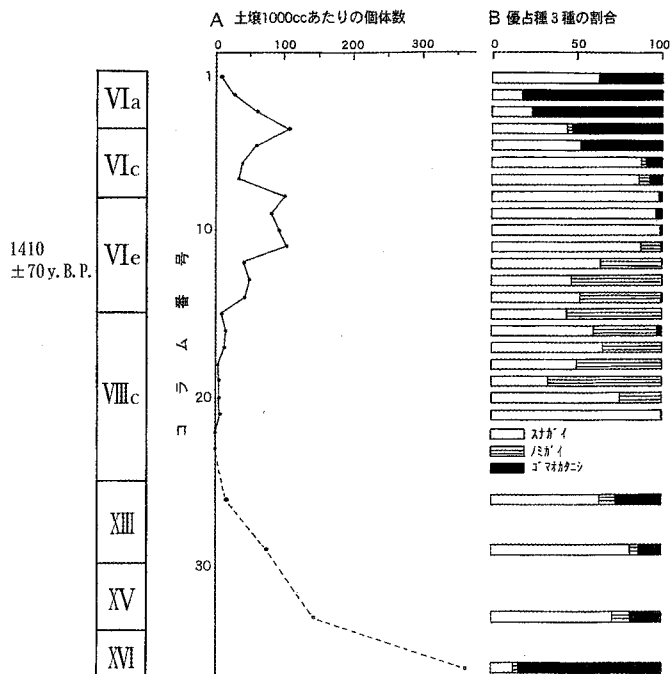 A 土壌1000ccあたりの個体数
0 100 200 300
B 優占種3種の割合
0 50 100
1
VIa
VIc
10
VIe
1410
±70y. B. P.
コラム番号
VIIIc
20
スナガイ
ノミガイ
ゴマオカタニシ
XIII
30
XV
XVI